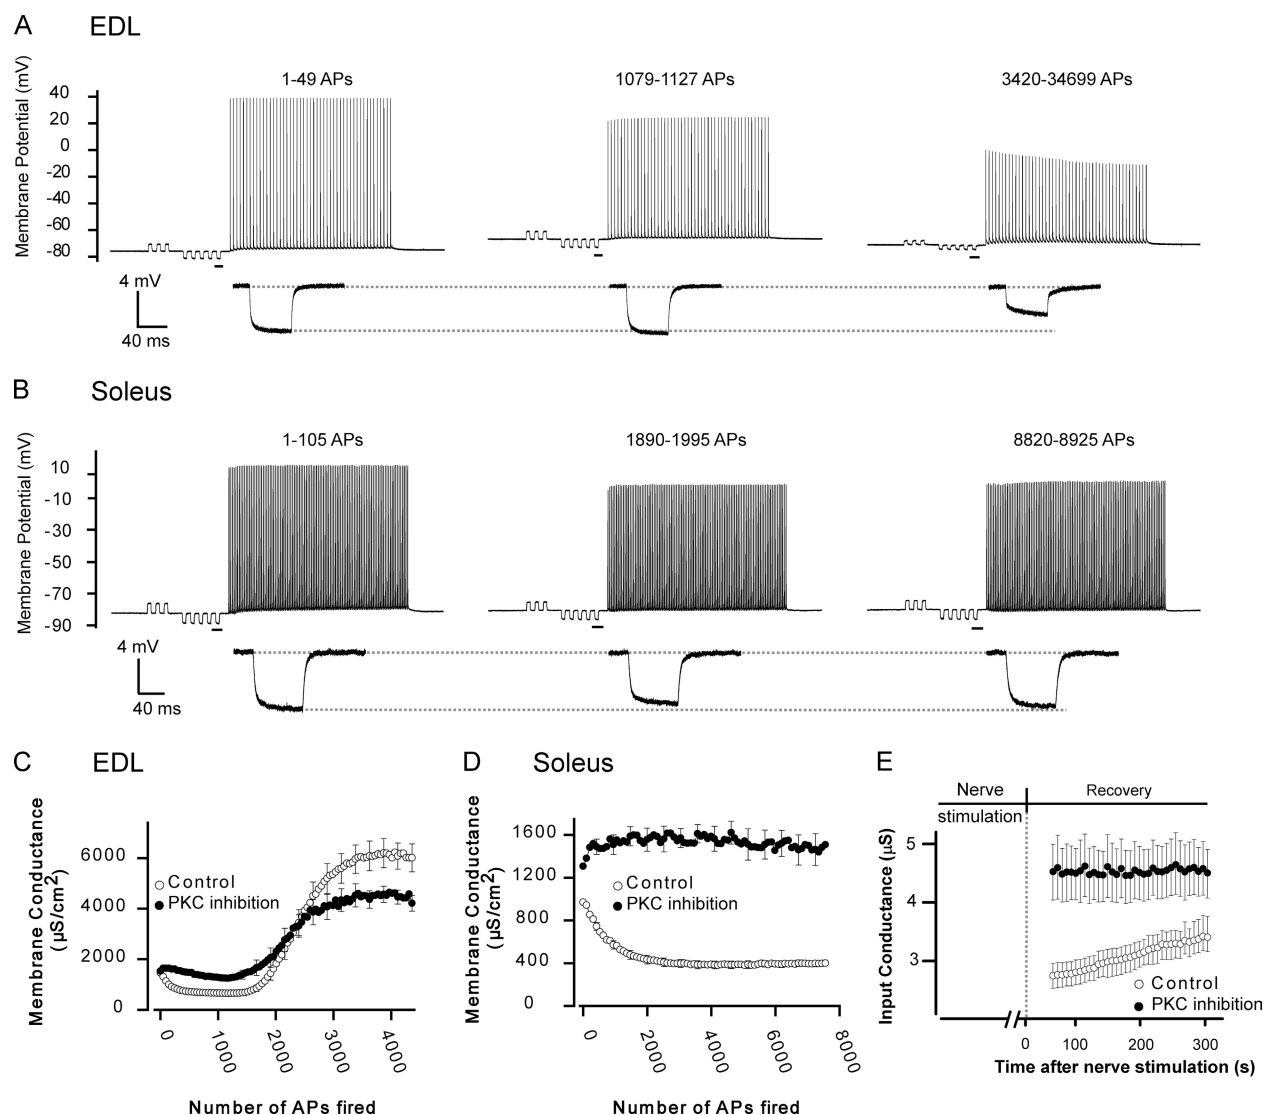 A EDL
Membrane Potential (mV)
40
20
0
-20
-40
-60
-80
1-49 APs
1079-1127 APs
3420-34699 APs
4 mV
40 ms
B Soleus
Membrane Potential (mV)
10
-10
-30
-50
-70
-90
1-105 APs
1890-1995 APs
8820-8925 APs
4 mV
40 ms
C EDL
Membrane Conductance
(µS/cm2)
6000
4000
2000
0
Control
PKC inhibition
0 1000 2000 3000 4000
Number of APs fired
D Soleus
Membrane Conductance
(µS/cm2)
1600
1200
800
400
0
Control
PKC inhibition
0 2000 4000 6000 8000
Number of APs fired
E
Nerve
stimulation
Recovery
Input Conductance (µS)
5
4
3
Control
PKC inhibition
0 100 200 300
Time after nerve stimulation (s)